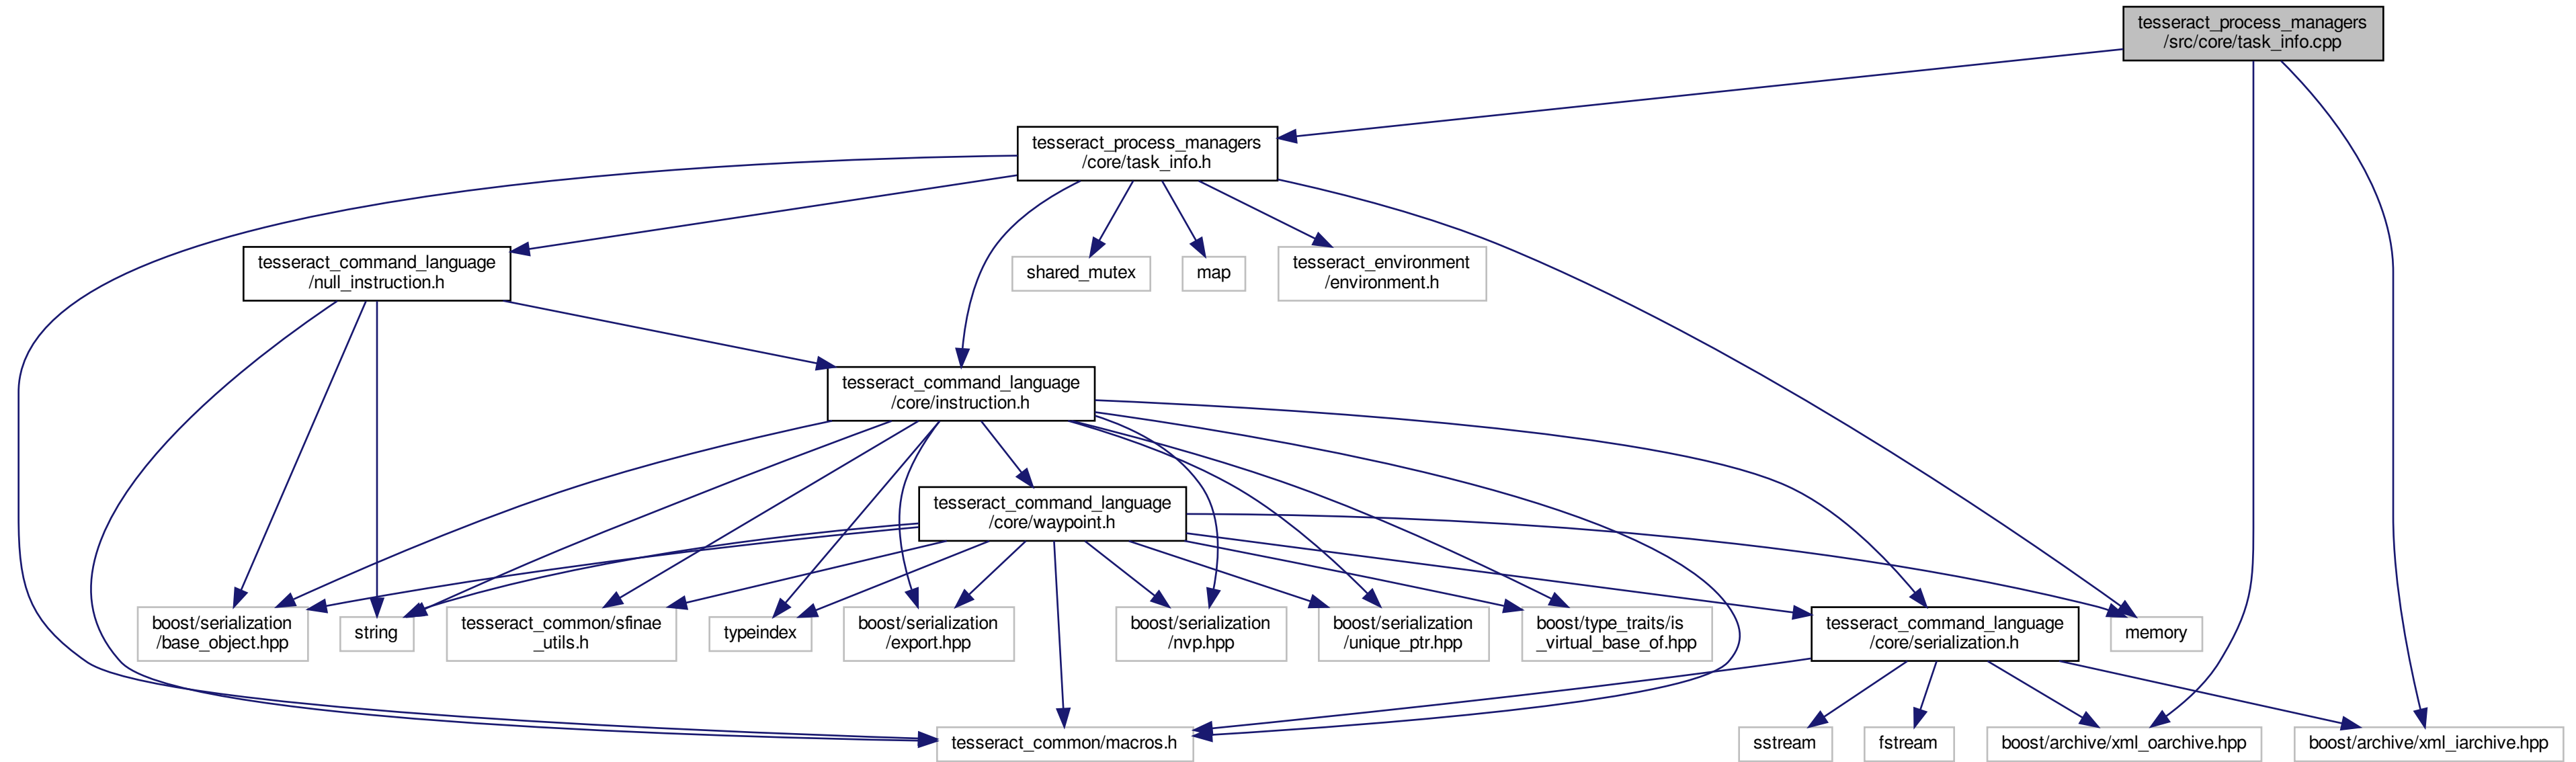 tesseract_process_managers
/src/core/task_info.cpp
tesseract_process_managers
/core/task_info.h
tesseract_command_language
/null_instruction.h
shared_mutex
map
tesseract_environment
/environment.h
tesseract_command_language
/core/instruction.h
tesseract_command_language
/core/waypoint.h
boost/serialization
/base_object.hpp
string
tesseract_common/sfinae
_utils.h
typeindex
boost/serialization
/export.hpp
boost/serialization
/nvp.hpp
boost/serialization
/unique_ptr.hpp
boost/type_traits/is
_virtual_base_of.hpp
tesseract_command_language
/core/serialization.h
memory
tesseract_common/macros.h
sstream
fstream
boost/archive/xml_oarchive.hpp
boost/archive/xml_iarchive.hpp